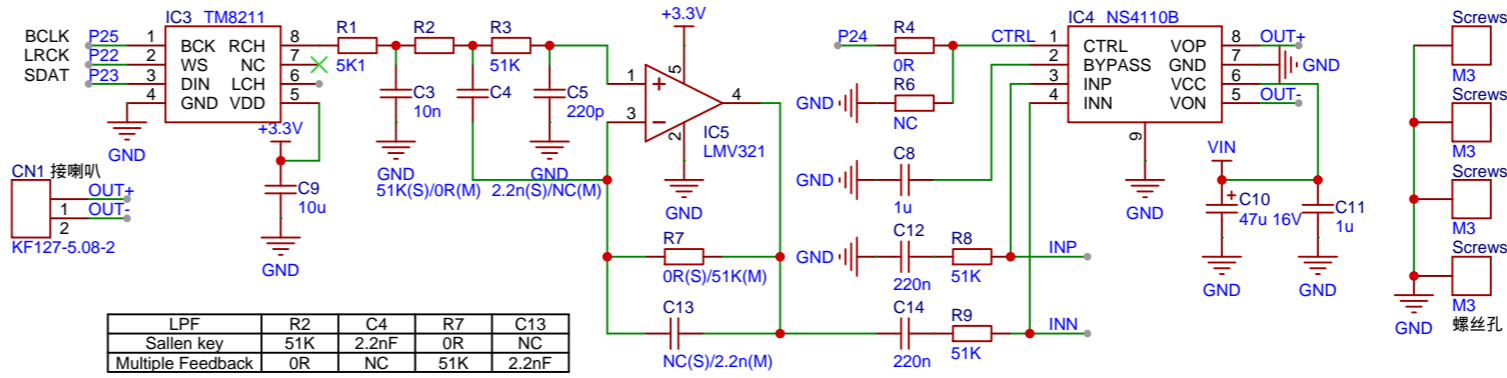 IC3 TM8211
BCLK P25 1 BCK RCH 8
LRCK P22 2 WS NC 7
SDAT P23 3 DIN LCH 6
4 GND VDD 5
GND
+3.3V
C9
10u
GND
CN1 接喇叭
OUT+
1 OUT-
2
KF127-5.08-2
R1
5K1
R2
R3
51K
C3
10n
C4
C5
220p
GND
GND
51K(S)/0R(M) 2.2n(S)/NC(M)
+3.3V
1 + 5
4
3 − 2
IC5
LMV321
GND
R7
0R(S)/51K(M)
C13
NC(S)/2.2n(M)
P24
R4
0R
CTRL
GND
R6
NC
GND
C8
1u
GND
C12
220n
R8
51K
INP
C14
220n
R9
51K
INN
IC4 NS4110B
1 CTRL VOP 8 OUT+
2 BYPASS GND 7 GND
3 INP VCC 6
4 INN VON 5 OUT-
9
GND
VIN
+ C10
47u 16V
GND
C11
1u
GND
Screws
M3
Screws
M3
Screws
M3
Screws
M3
GND
螺丝孔
LPF R2 C4 R7 C13
Sallen key 51K 2.2nF 0R NC
Multiple Feedback 0R NC 51K 2.2nF